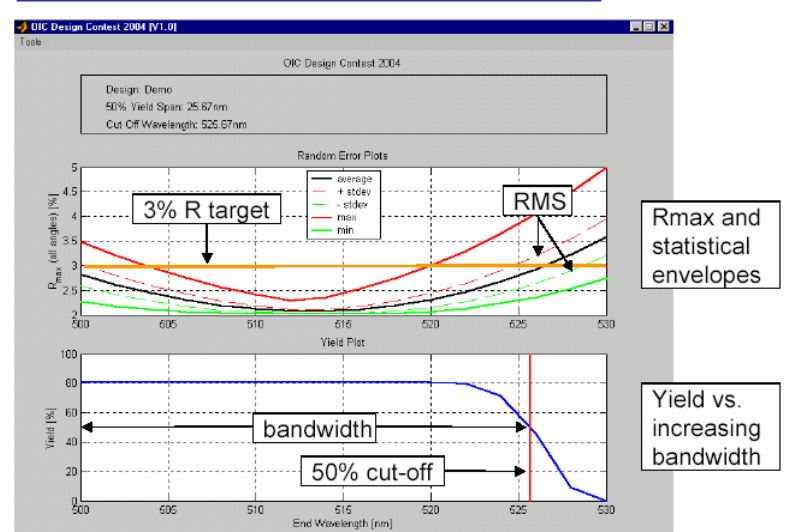 OIC Design Contest 2004 [V1.0]
Tools
OIC Design Contest 2004
Design: Demo
50% Yield Span: 25.67nm
Cut Off Wavelength: 525.67nm
Random Error Plots
R_max (all angles) [%]
5
4.5
4
3.5
3
2.5
2
average
+ stdev
- stdev
max
min
3% R target
RMS
500 505 510 515 520 525 530
Rmax and
statistical
envelopes
Yield Plot
Yield [%]
100
80
60
40
20
0
bandwidth
50% cut-off
500 505 510 515 520 525 530
End Wavelength [nm]
Yield vs.
increasing
bandwidth